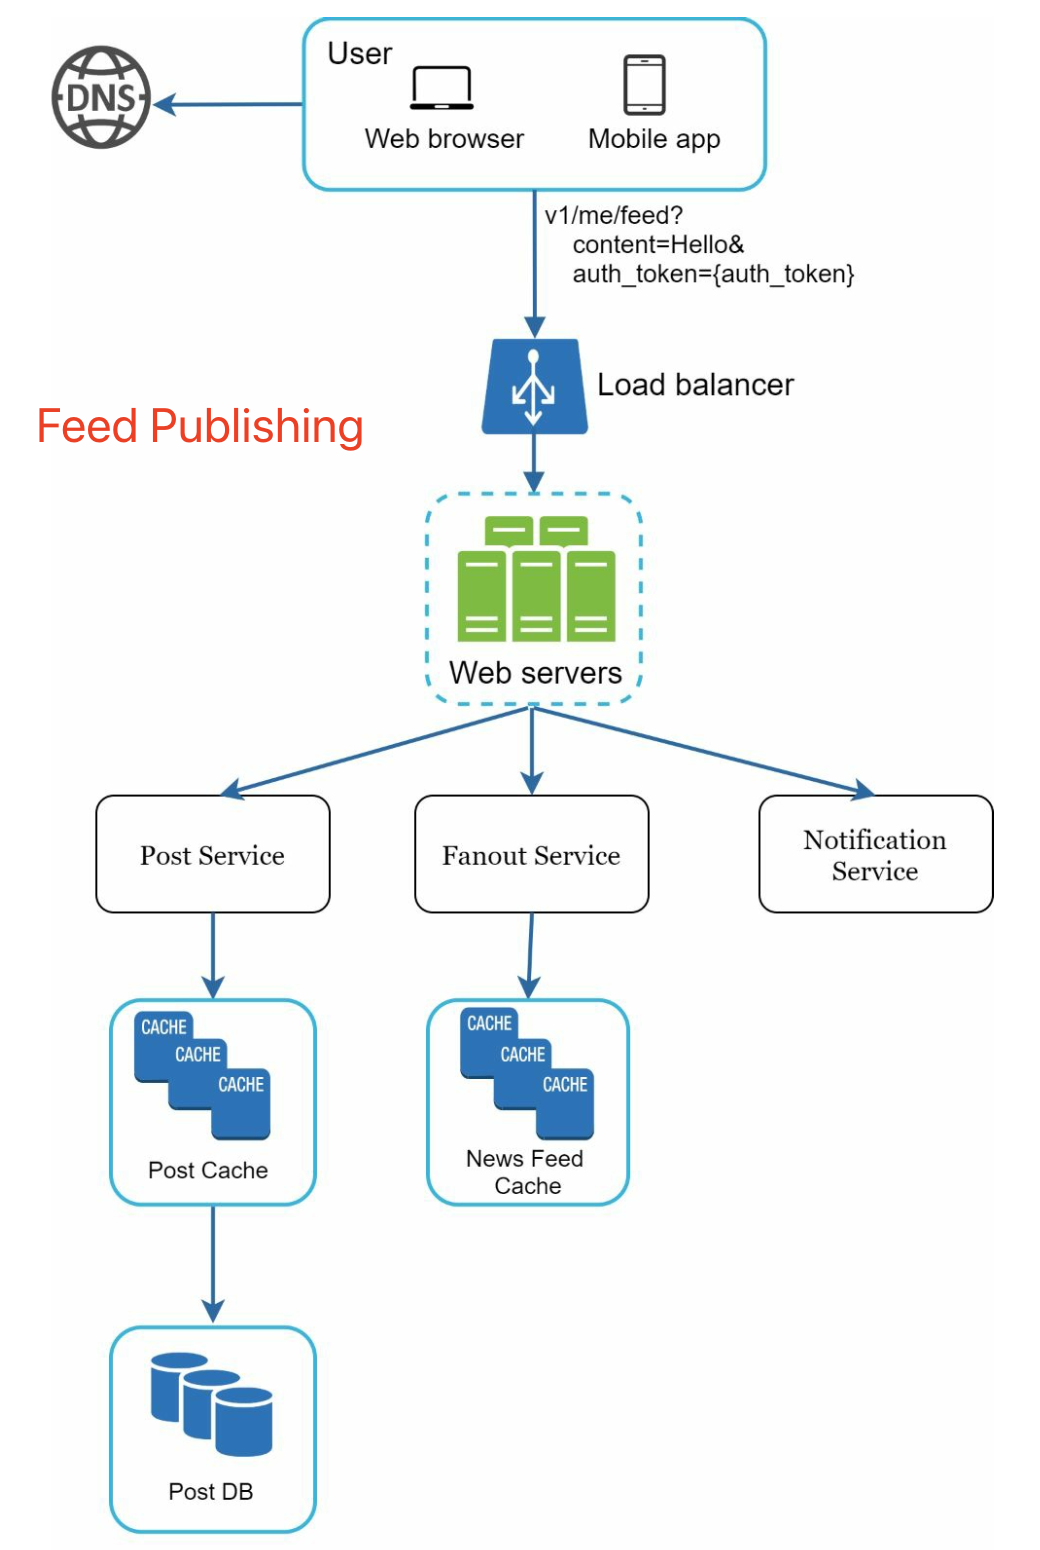 User
DNS
Web browser
Mobile app
v1/me/feed?
content=Hello&
auth_token={auth_token}
Load balancer
Feed Publishing
Web servers
Post Service
Fanout Service
Notification
Service
CACHE
CACHE
CACHE
Post Cache
CACHE
CACHE
CACHE
News Feed
Cache
Post DB